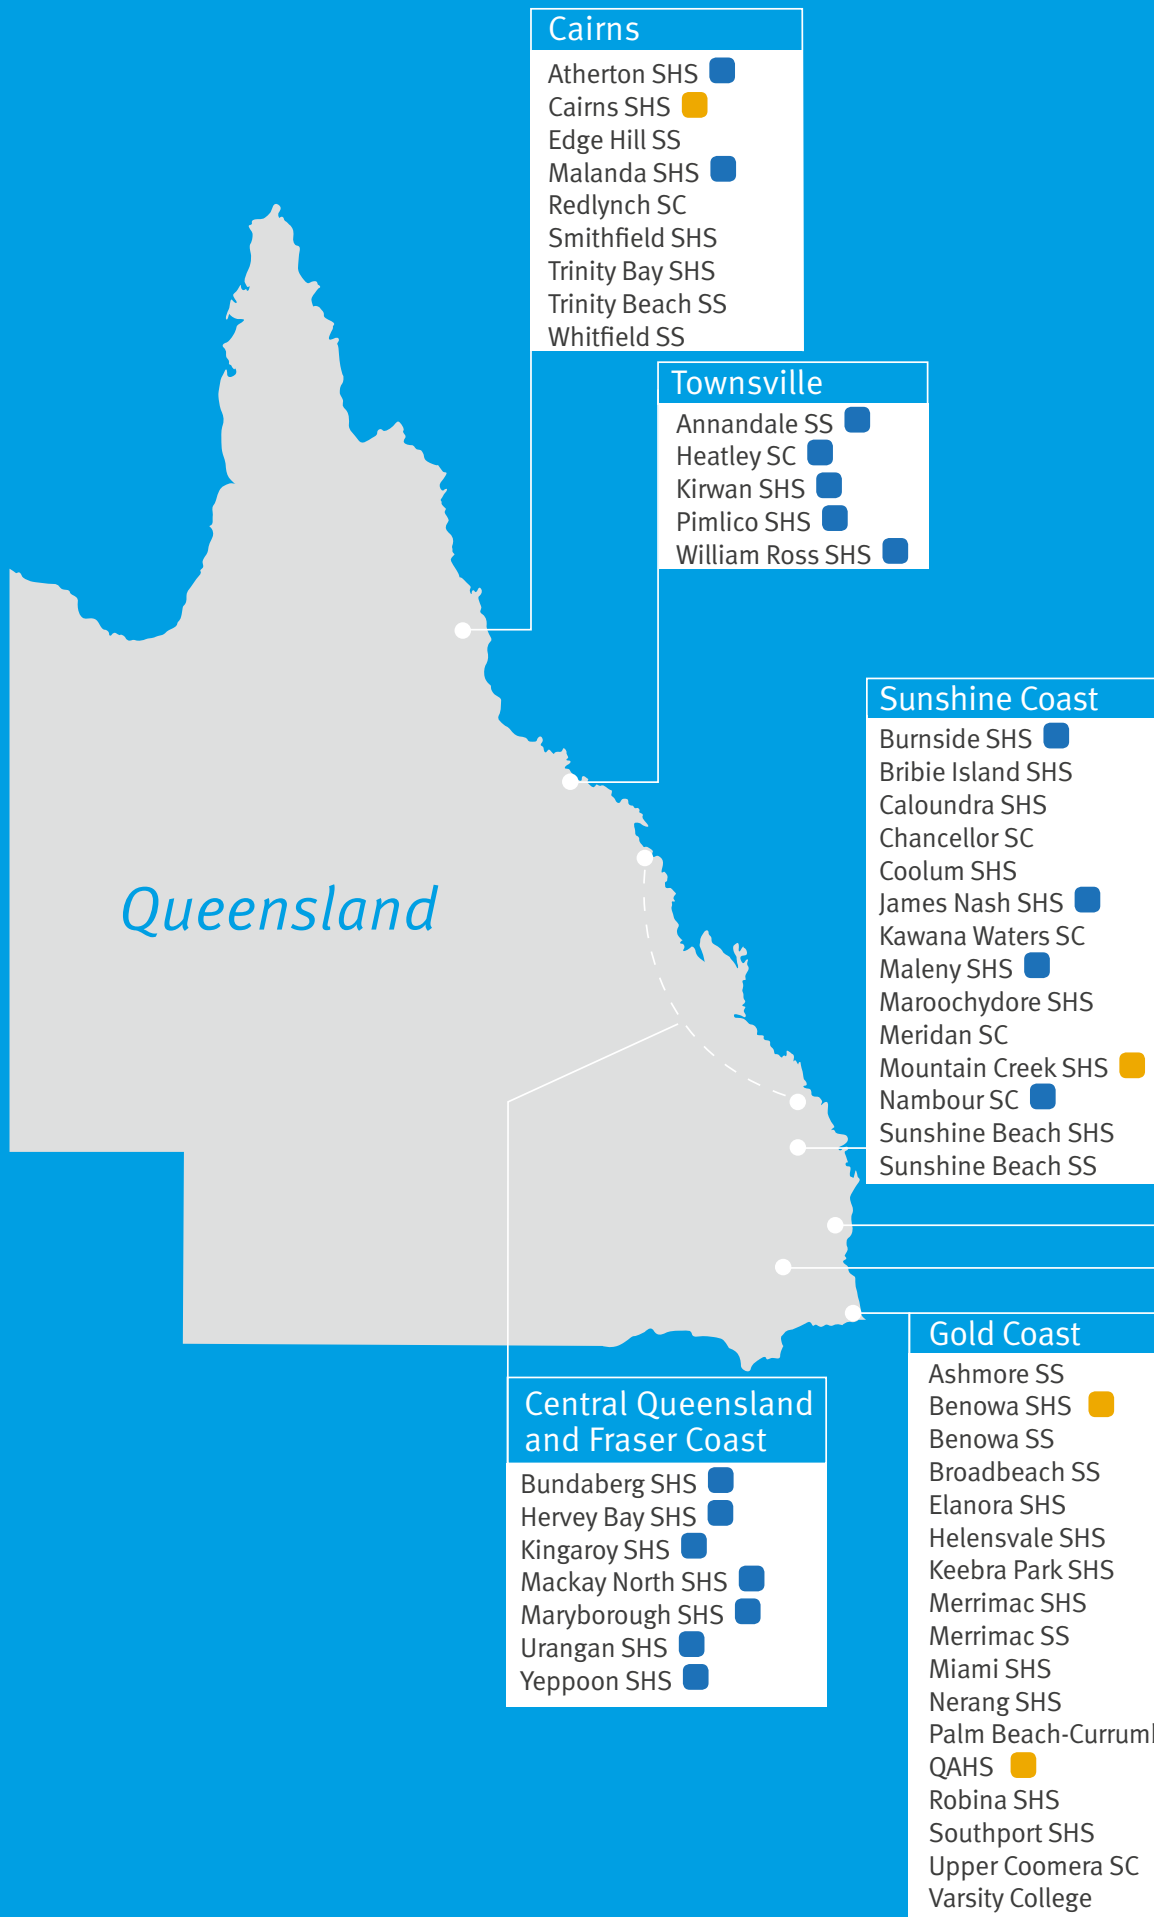 Cairns
Atherton SHS
Cairns SHS
Edge Hill SS
Malanda SHS
Redlynch SC
Smithfield SHS
Trinity Bay SHS
Trinity Beach SS
Whitfield SS
Townsville
Annandale SS
Heatley SC
Kirwan SHS
Pimlico SHS
William Ross SHS
Sunshine Coast
Burnside SHS
Bribie Island SHS
Caloundra SHS
Chancellor SC
Coolum SHS
James Nash SHS
Kawana Waters SC
Maleny SHS
Maroochydore SHS
Meridan SC
Mountain Creek SHS
Nambour SC
Sunshine Beach SHS
Sunshine Beach SS
Queensland
Gold Coast
Ashmore SS
Benowa SHS
Benowa SS
Broadbeach SS
Elanora SHS
Helensvale SHS
Keebra Park SHS
Merrimac SHS
Merrimac SS
Miami SHS
Nerang SHS
Palm
QAHS
Robina SHS
Southport SHS
Upper Coomera SC
Varsity College
Central Queensland
and Fraser Coast
Bundaberg SHS
Hervey Bay SHS
Kingaroy SHS
Mackay North SHS
Maryborough SHS
Urangan SHS
Yeppoon SHS